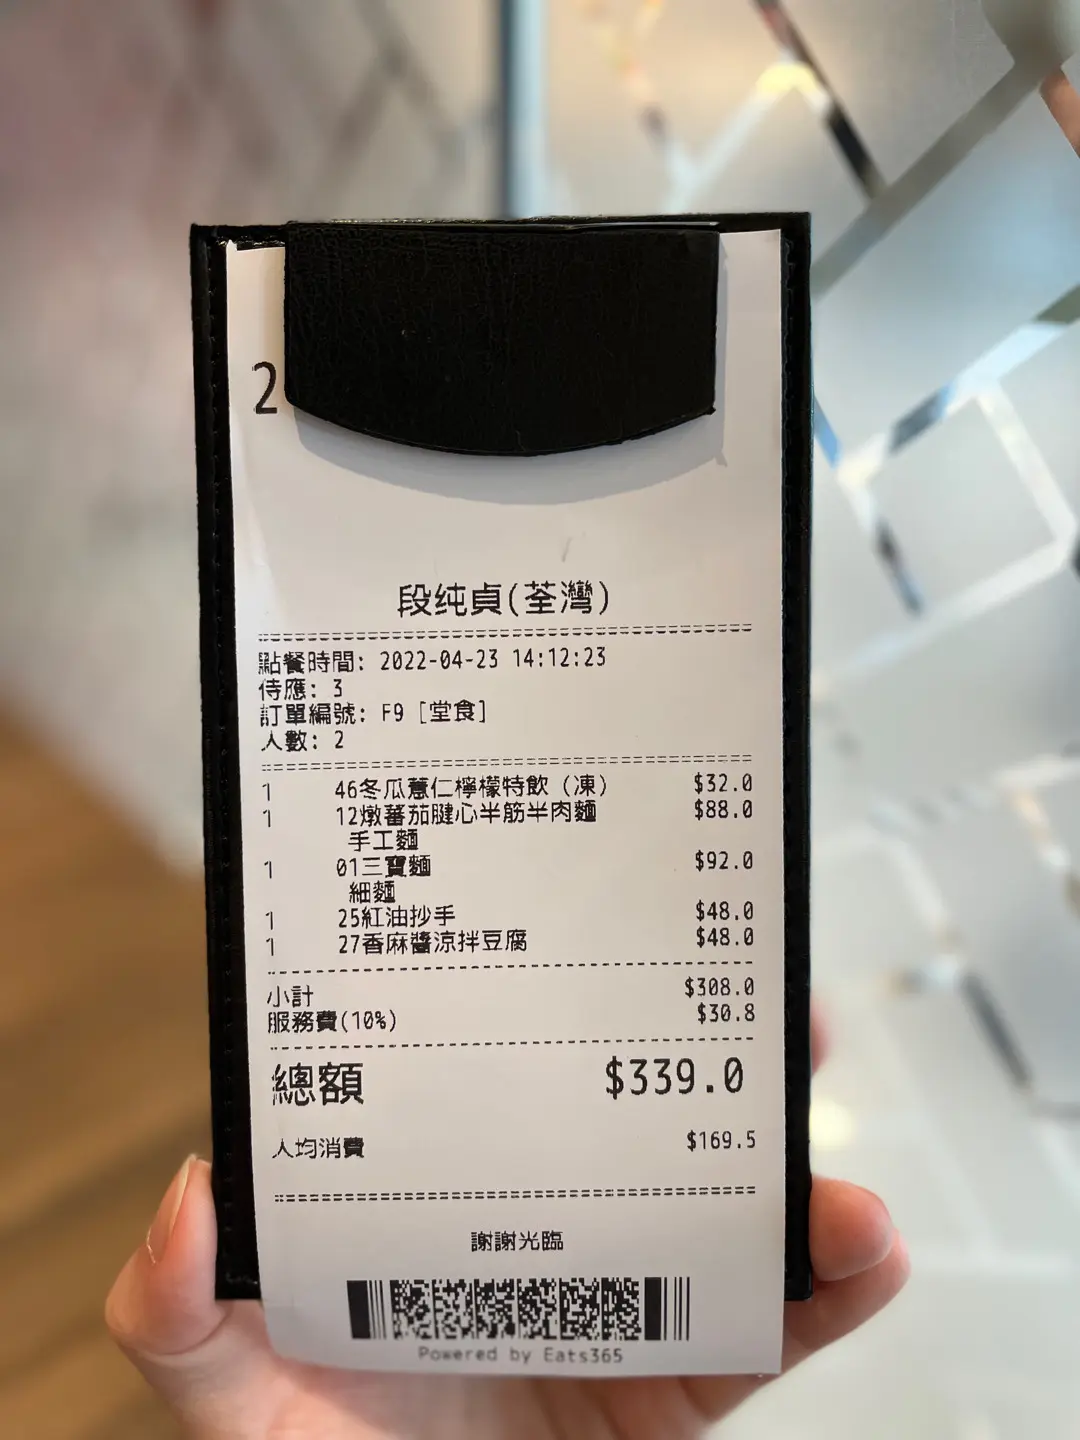 2
段纯貞(荃灣)
點餐時間: 2022-04-23 14:12:23
侍應: 3
訂單編號: F9 [堂食]
人數: 2
1 46冬瓜薏仁檸檬特飲 (凍) $32.0
1 12燉蕃茄腱心半筋半肉麵 $88.0
手工麵
1 01三寶麵 $92.0
細麵
1 25紅油抄手 $48.0
1 27香麻醬涼拌豆腐 $48.0
小計 $308.0
服務費(10%) $30.8
總額 $339.0
人均消費 $169.5
謝謝光臨
Powered by Eats365